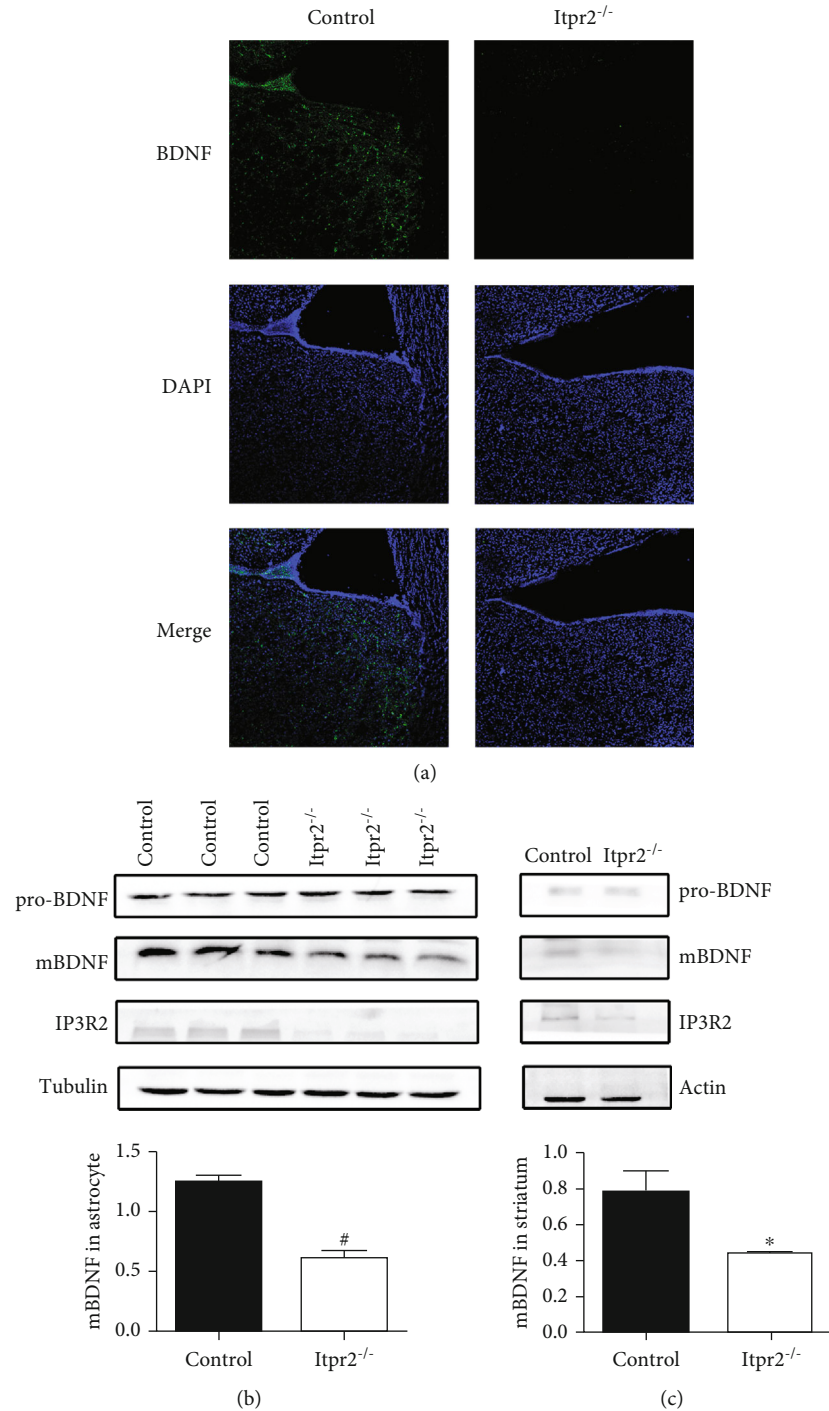 Control Itpr2-/-
BDNF
DAPI
Merge
(a)
Control Control Control Itpr2-/- Itpr2-/- Itpr2-/-
pro-BDNF
mBDNF
IP3R2
Tubulin
1.5
1.0
0.5
0.0
mBDNF in astrocyte
#
Control Itpr2-/-
(b)
Control Itpr2-/-
pro-BDNF
mBDNF
IP3R2
Actin
1.0
0.8
0.6
0.4
0.2
0.0
mBDNF in striatum
*
Control Itpr2-/-
(c)